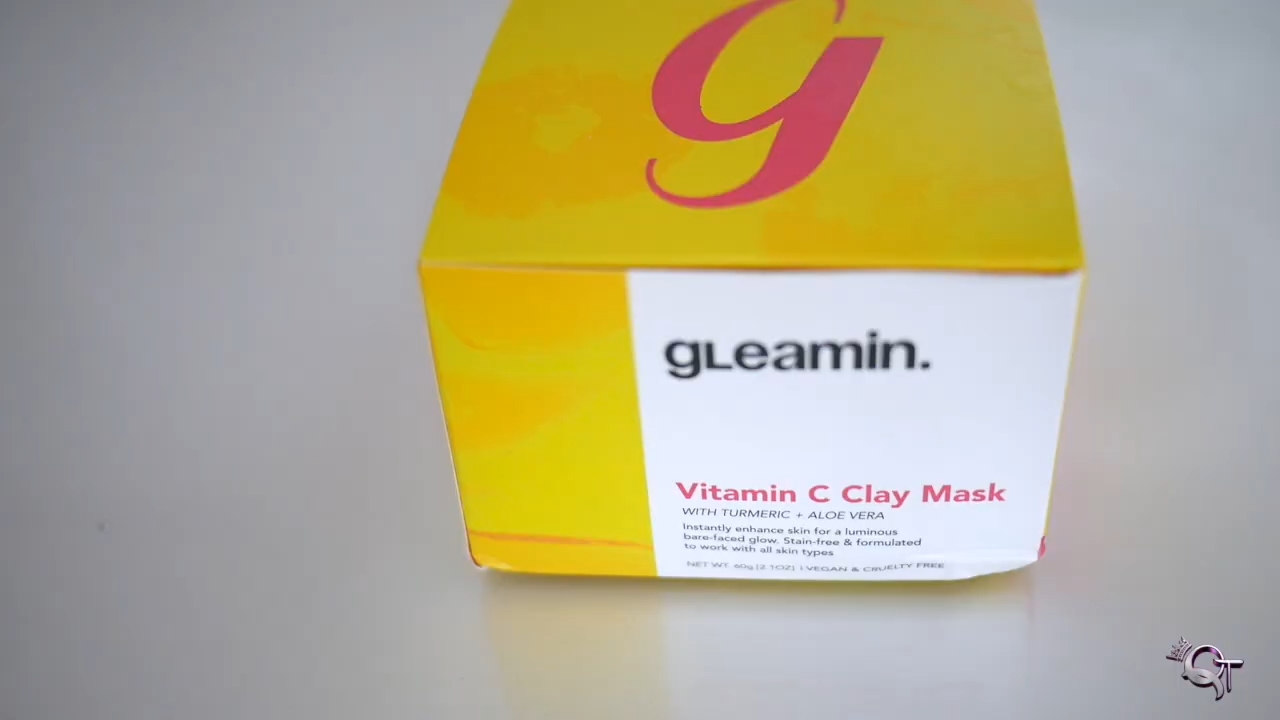 g
gLeamin.
Vitamin C Clay Mask
WITH TURMERIC + ALOE VERA
Instantly enhance skin for a luminous
bare-faced glow. Stain-free & formulated
to work with all skin types
NET WT. 60g [2.1OZ] | VEGAN & CRUELTY FREE
QT